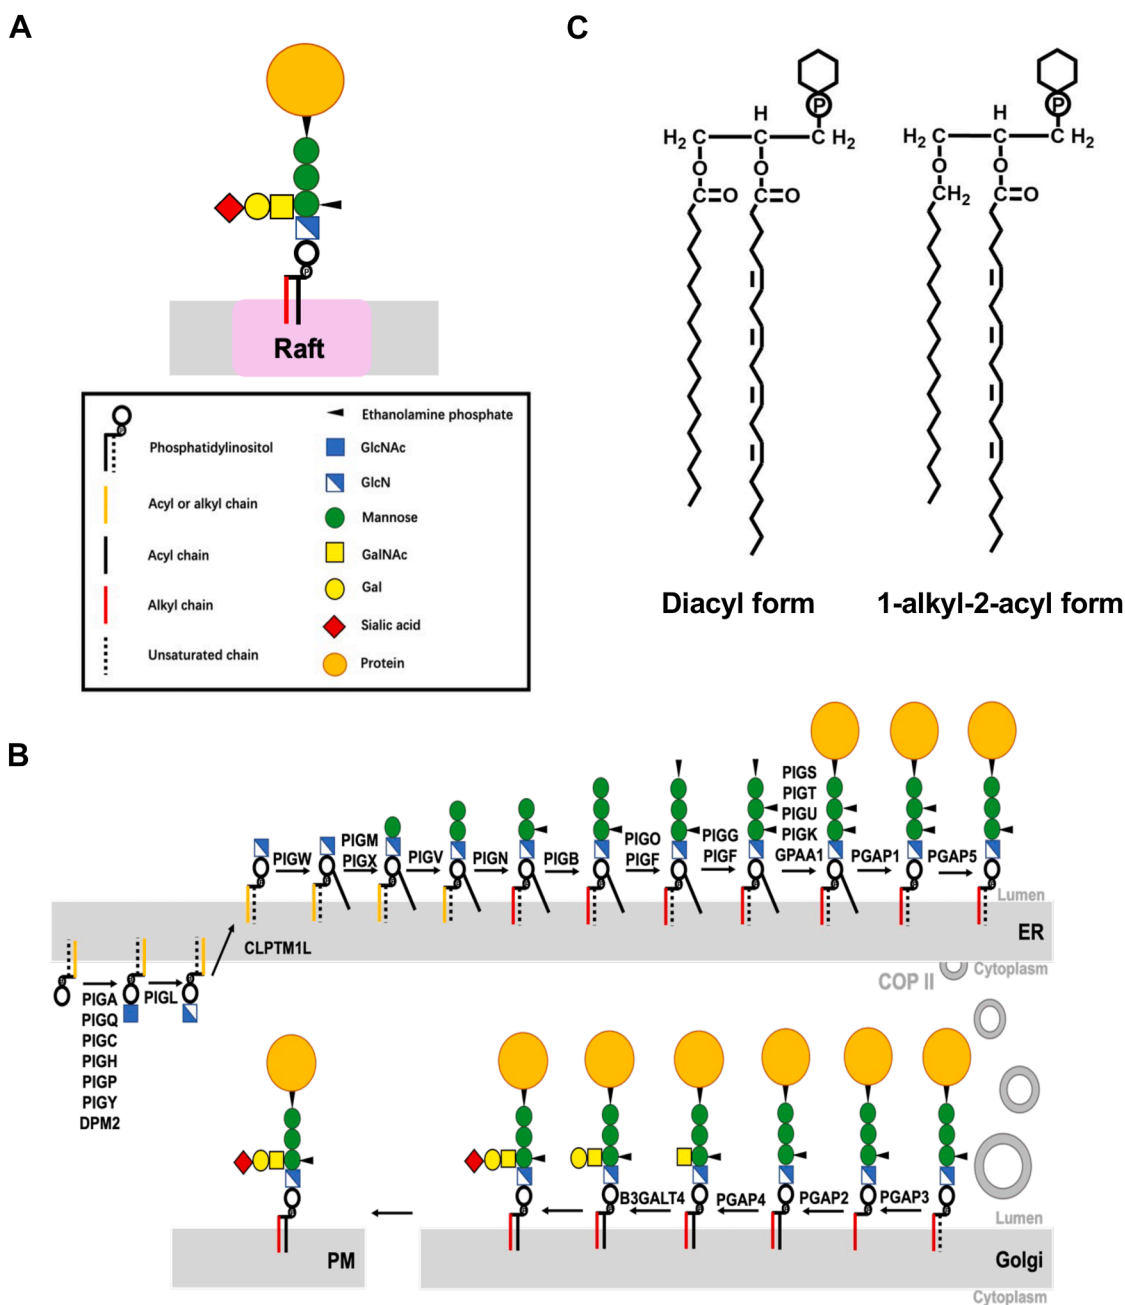 A
P
Raft
Phosphatidylinositol
Acyl or alkyl chain
Acyl chain
Alkyl chain
Unsaturated chain
Ethanolamine phosphate
GlcNAc
GlcN
Mannose
GalNAc
Gal
Sialic acid
Protein
C
P
H
H2 C C C H2
O O
C=O C=O
Diacyl form
P
H
H2 C C C H2
O O
CH2 C=O
1-alkyl-2-acyl form
B
PIGA
PIGQ
PIGC
PIGH
PIGP
PIGY
DPM2
PIGL
CLPTM1L
PIGW
PIGM
PIGX
PIGV
PIGN
PIGB
PIGO
PIGF
PIGG
PIGF
PIGS
PIGT
PIGU
PIGK
GPAA1
PGAP1
PGAP5
Lumen
ER
Cytoplasm
COP II
PGAP3
PGAP2
PGAP4
B3GALT4
Lumen
Golgi
Cytoplasm
PM